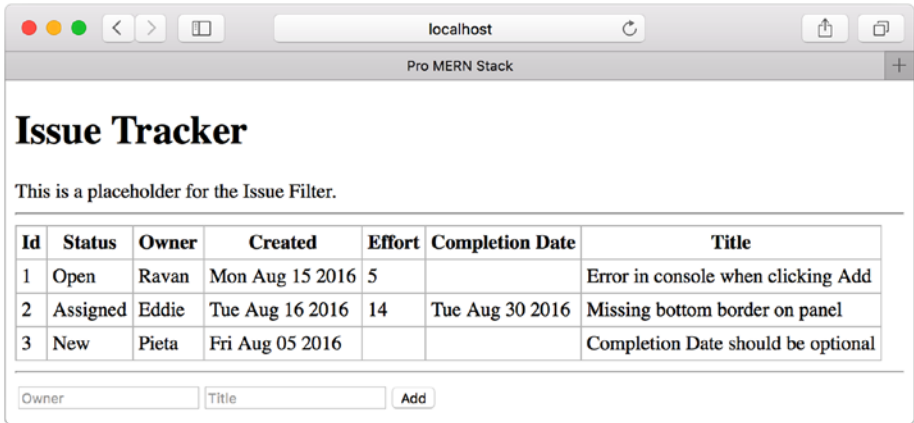 localhost
Pro MERN Stack
+
Issue Tracker
This is a placeholder for the Issue Filter.
Id Status Owner Created Effort Completion Date Title
1 Open Ravan Mon Aug 15 2016 5 Error in console when clicking Add
2 Assigned Eddie Tue Aug 16 2016 14 Tue Aug 30 2016 Missing bottom border on panel
3 New Pieta Fri Aug 05 2016 Completion Date should be optional
Owner Title Add